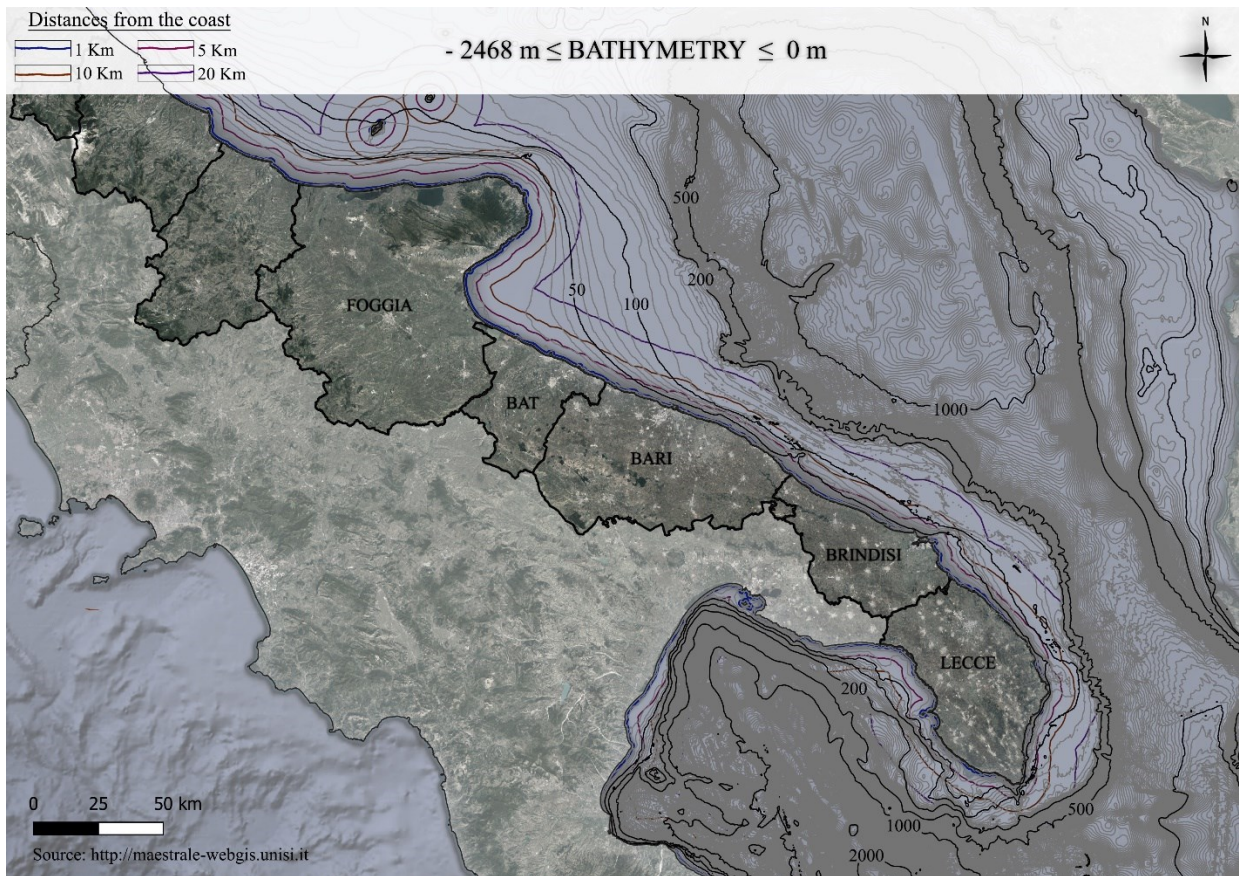 Distances from the coast
1 Km
5 Km
10 Km
20 Km
- 2468 m ≤ BATHYMETRY ≤ 0 m
N
500
200
FOGGIA
50
100
1000
BAT
BARI
BRINDISI
LECCE
200
500
1000
2000
0 25 50 km
Source: http://maestrale-webgis.unisi.it